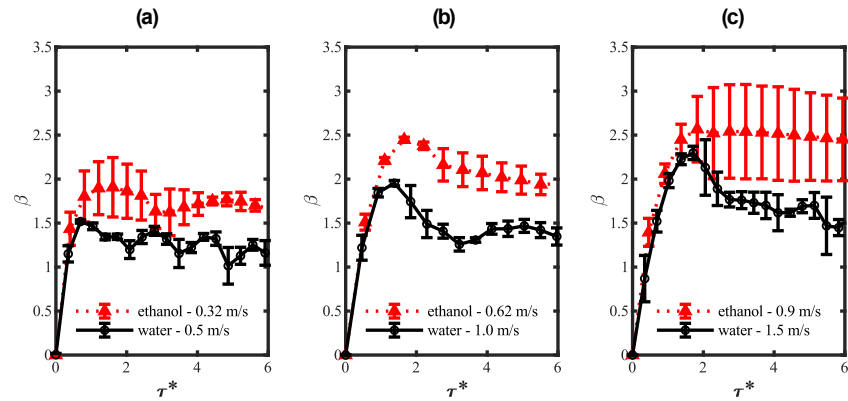 (a)
3.5
3
2.5
2
1.5
1
0.5
0
β
ethanol - 0.32 m/s
water - 0.5 m/s
0 2 4 6
τ*
(b)
3.5
3
2.5
2
1.5
1
0.5
0
β
ethanol - 0.62 m/s
water - 1.0 m/s
0 2 4 6
τ*
(c)
3.5
3
2.5
2
1.5
1
0.5
0
β
ethanol - 0.9 m/s
water - 1.5 m/s
0 2 4 6
τ*